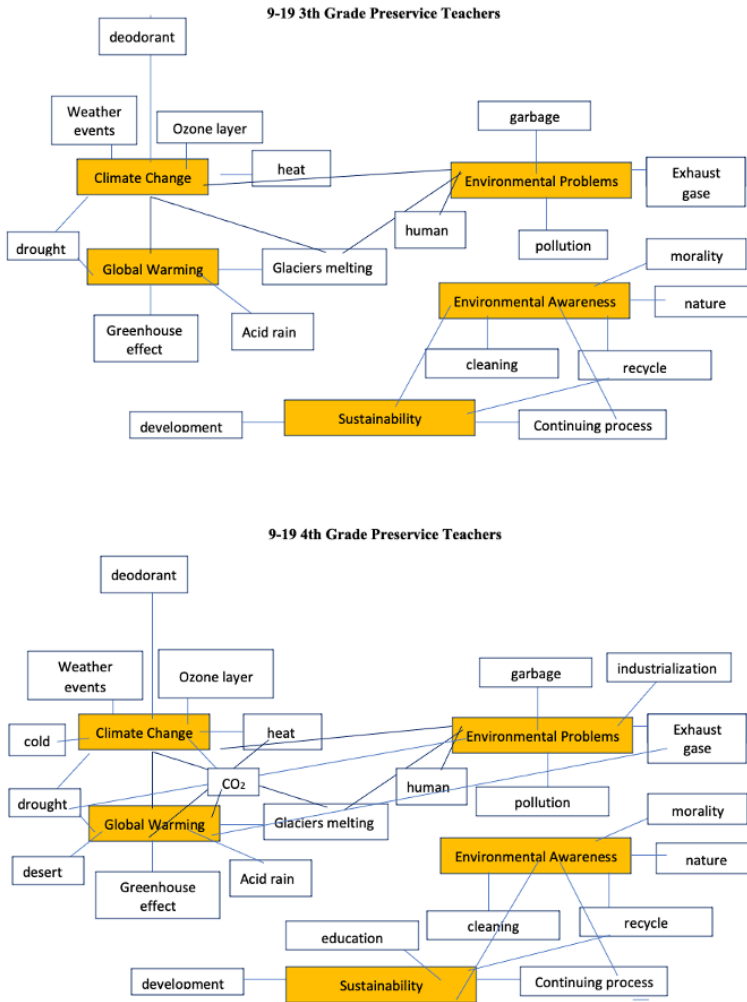 9-19 3th Grade Preservice Teachers
deodorant
Weather
events
Ozone layer
garbage
Climate Change
heat
Environmental Problems
Exhaust
gase
human
drought
pollution
Global Warming
Glaciers melting
morality
Environmental Awareness
nature
Greenhouse
effect
Acid rain
cleaning
recycle
development
Sustainability
Continuing process
9-19 4th Grade Preservice Teachers
deodorant
Weather
events
Ozone layer
garbage
industrialization
cold
Climate Change
heat
Environmental Problems
Exhaust
gase
CO₂
human
drought
pollution
Global Warming
Glaciers melting
morality
desert
Environmental Awareness
nature
Greenhouse
effect
Acid rain
cleaning
recycle
education
development
Sustainability
Continuing process